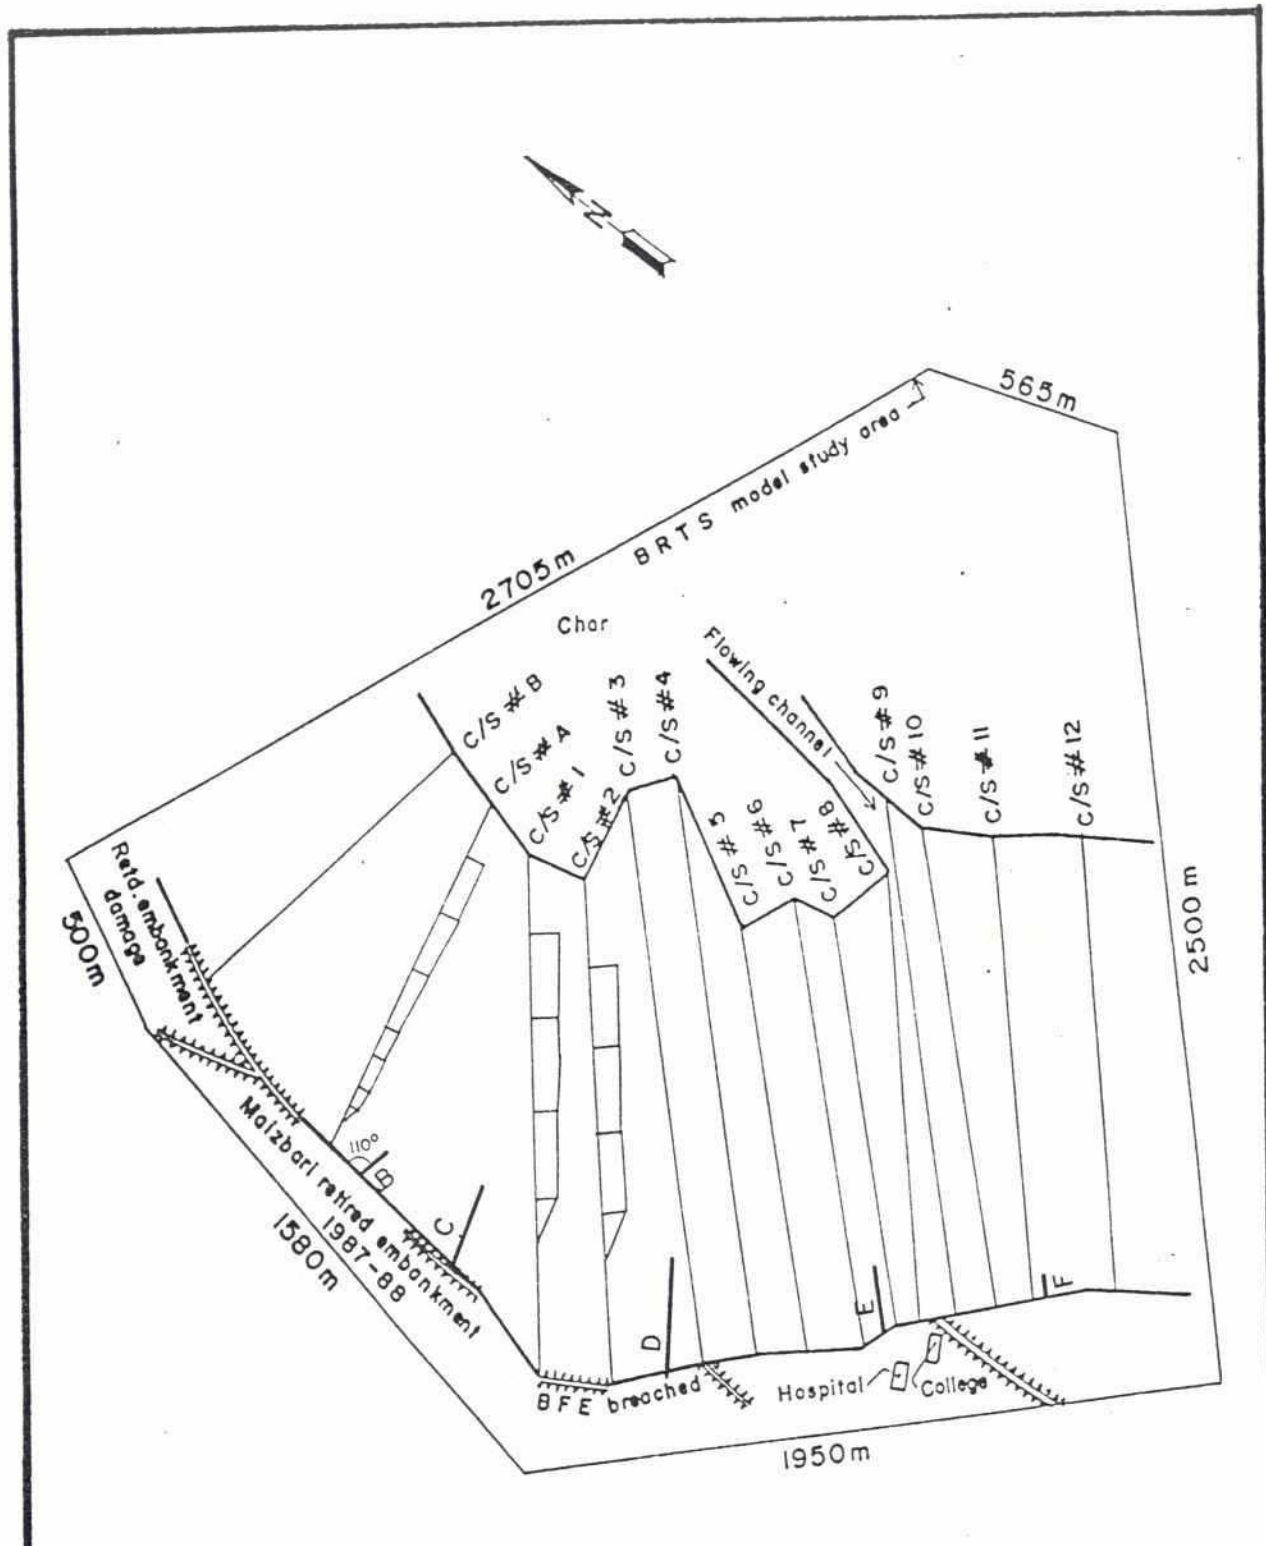 N
565m
BRTS model study area
2705m
Char
Flowing channel
C/S # B
C/S # A
C/S #1
C/S #2
C/S #3
C/S #4
C/S #5
C/S #6
C/S #7
C/S #8
C/S #9
C/S #10
C/S #11
C/S #12
Retd. embankment
damage
500m
2500m
110°
B
C
Maizbari retired embankment
1987-88
1580m
D
E
F
BFE breached
Hospital
College
1950m